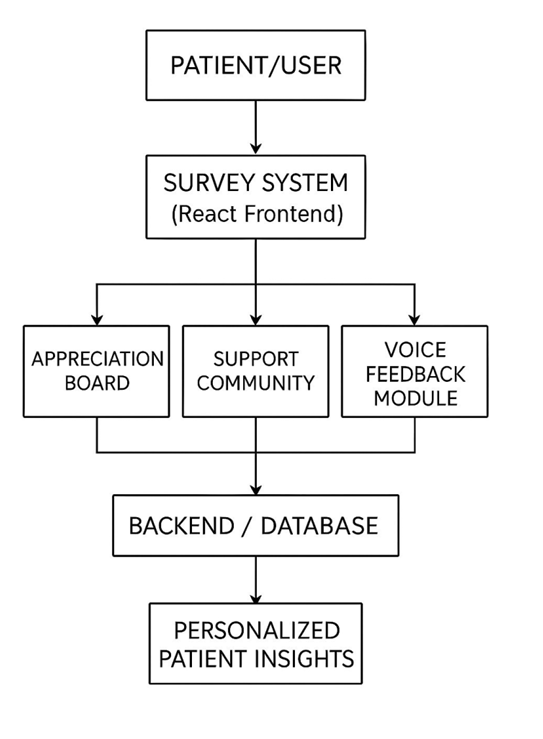 PATIENT/USER
SURVEY SYSTEM
(React Frontend)
APPRECIATION
BOARD
SUPPORT
COMMUNITY
VOICE
FEEDBACK
MODULE
BACKEND / DATABASE
PERSONALIZED
PATIENT INSIGHTS